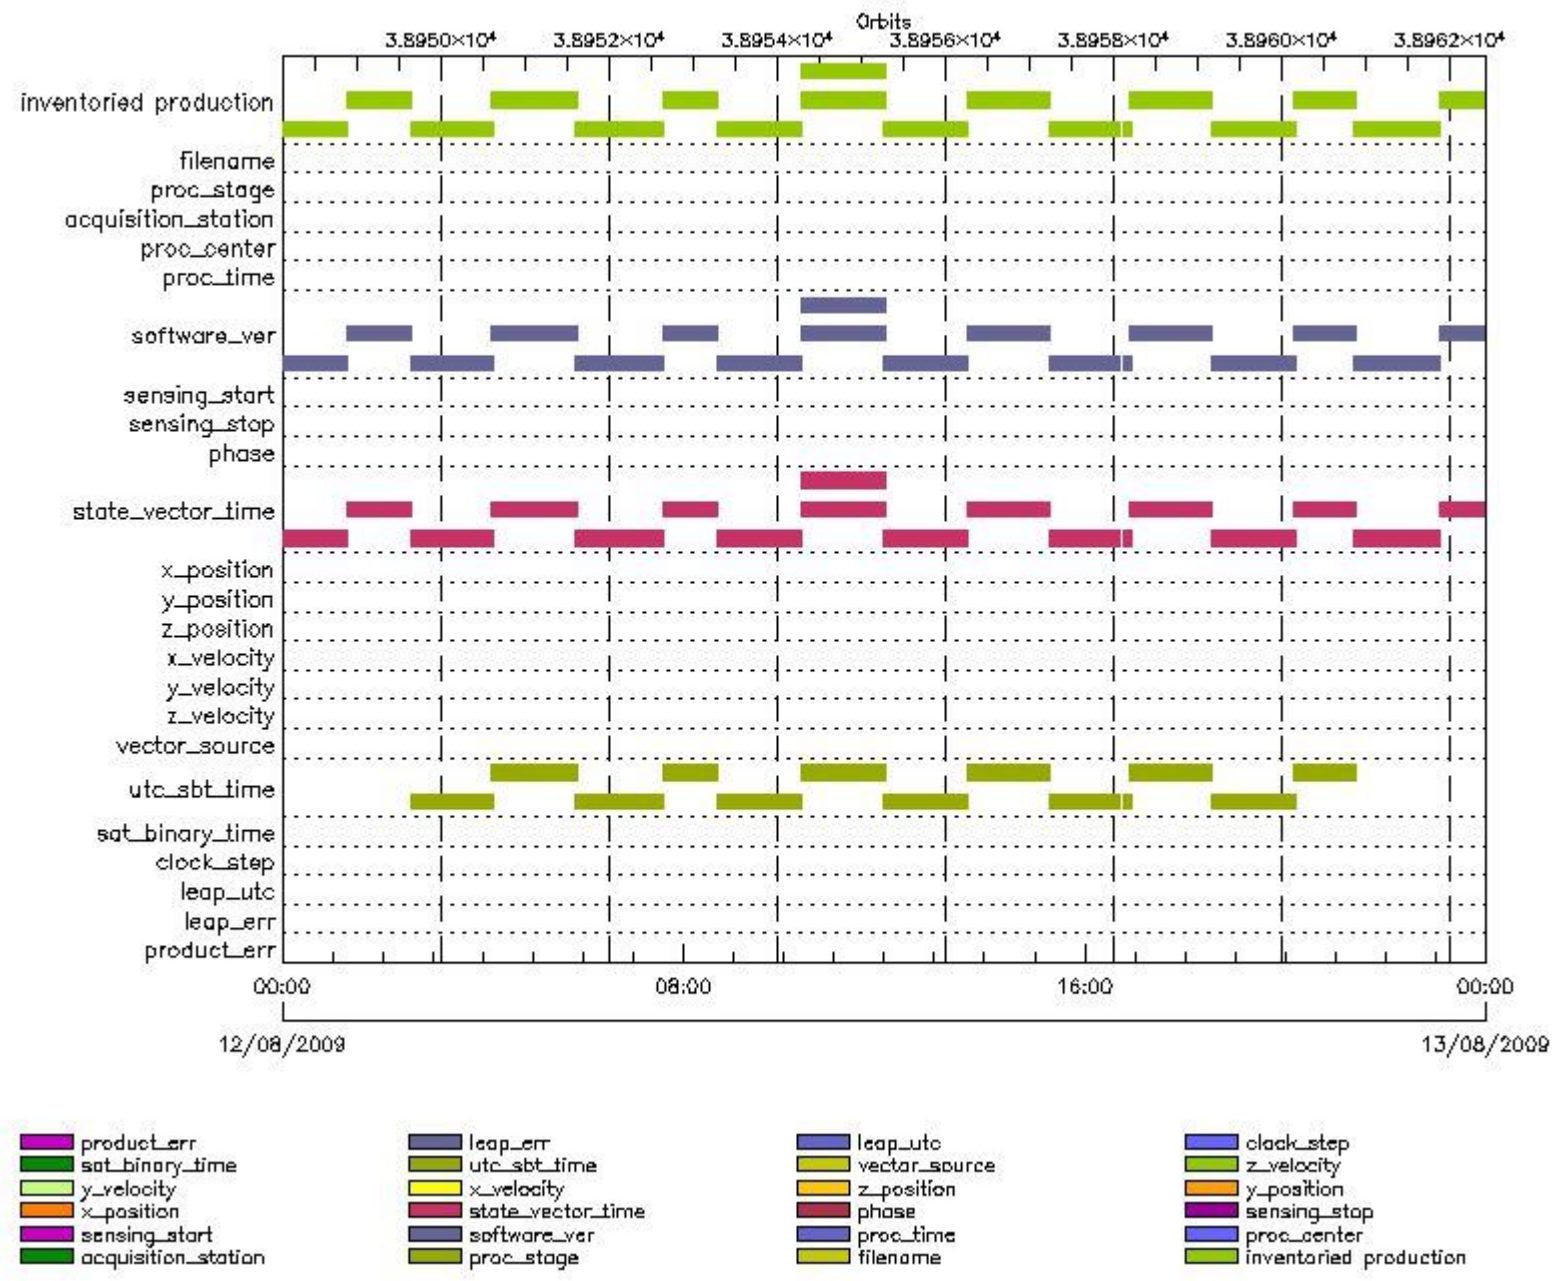 Orbits
3.8950×10⁴ 3.8952×10⁴ 3.8954×10⁴ 3.8956×10⁴ 3.8958×10⁴ 3.8960×10⁴ 3.8962×10⁴
inventoried production
filename
proc_stage
acquisition_station
proc_center
proc_time
software_ver
sensing_start
sensing_stop
phase
state_vector_time
x_position
y_position
z_position
x_velocity
y_velocity
z_velocity
vector_source
utc_sbt_time
sat_binary_time
clock_step
leap_utc
leap_err
product_err
00:00 08:00 16:00 00:00
12/08/2009 13/08/2009
product_err leap_err leap_utc clock_step
sat_binary_time utc_sbt_time vector_source z_velocity
y_velocity x_velocity z_position y_position
x_position state_vector_time phase sensing_stop
sensing_start software_ver proc_time proc_center
acquisition_station proc_stage filename inventoried production